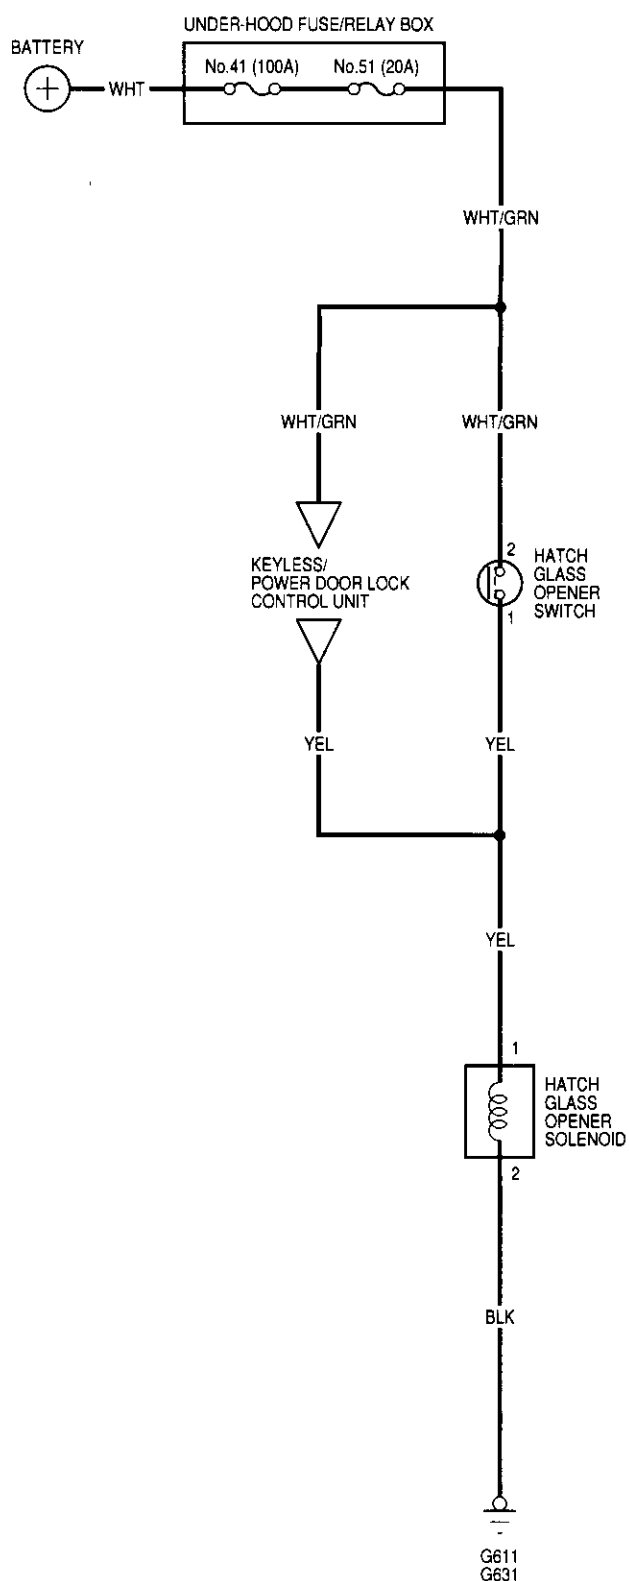 UNDER-HOOD FUSE/RELAY BOX
BATTERY
No.41 (100A) No.51 (20A)
+
WHT
WHT/GRN
WHT/GRN WHT/GRN
2
HATCH
GLASS
OPENER
SWITCH
KEYLESS/
POWER DOOR LOCK
CONTROL UNIT
1
YEL YEL
YEL
1
HATCH
GLASS
OPENER
SOLENOID
2
BLK
G611
G631